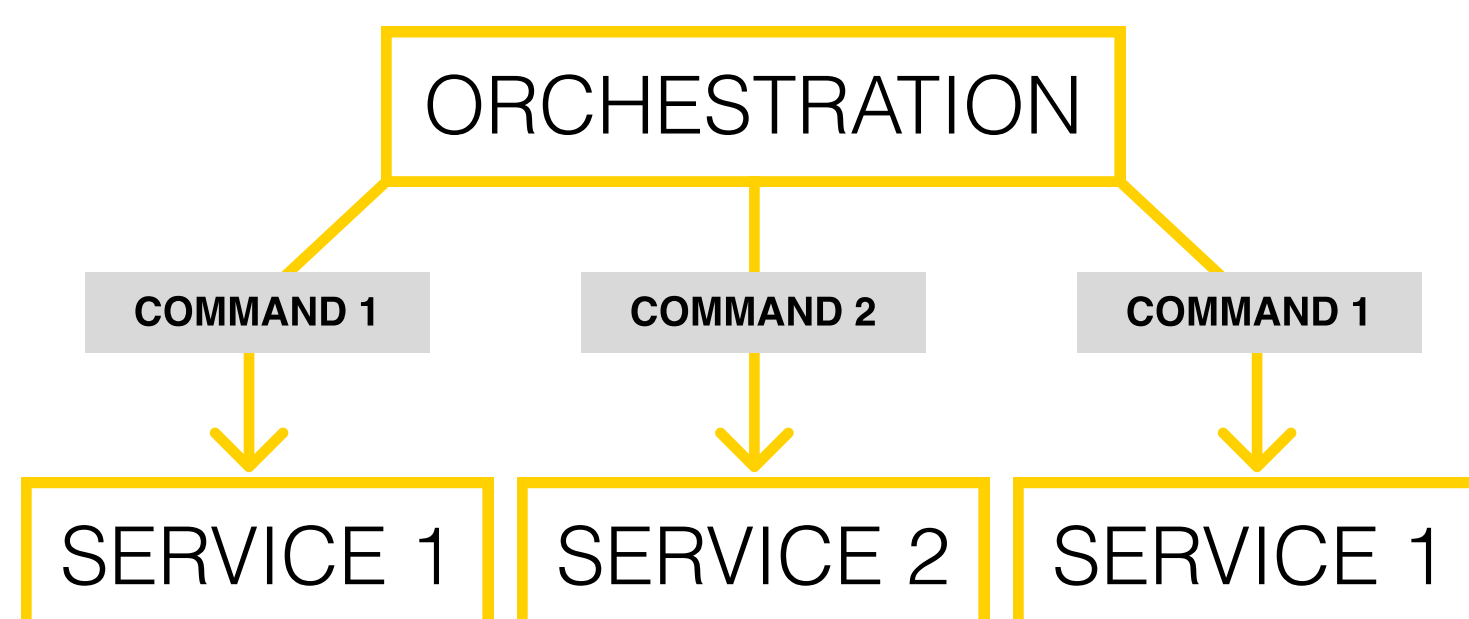 ORCHESTRATION
COMMAND 1
COMMAND 2
COMMAND 1
SERVICE 1
SERVICE 2
SERVICE 1